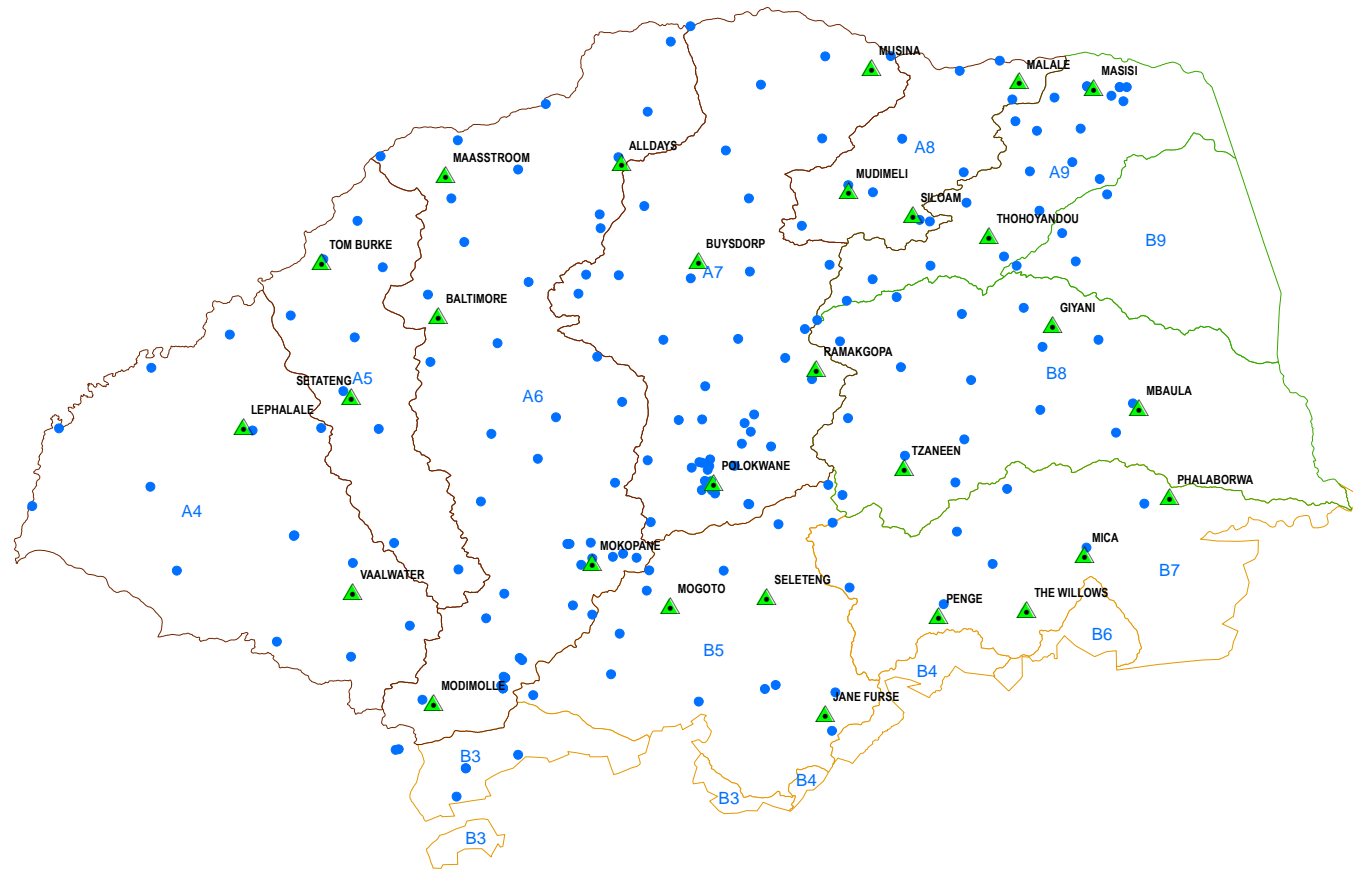 MUSINA
MALALE
MASISI
ALLDAYS
A8
MAASSTROOM
MUDIMELI
A9
SILOAM
THOHOYANDOU
B9
TOM BURKE
BUYSDORP
A7
BALTIMORE
GIYANI
RAMAKGOPA
B8
SETATENG
A5
MBAULA
A6
LEPHALALE
TZANEEN
POLOKWANE
PHALABORWA
A4
MICA
MOKOPANE
B7
VAALWATER
MOGOTO
SELETENG
PENGE
THE WILLOWS
B6
B5
B4
MODIMOLLE
JANE FURSE
B3
B4
B3
B3